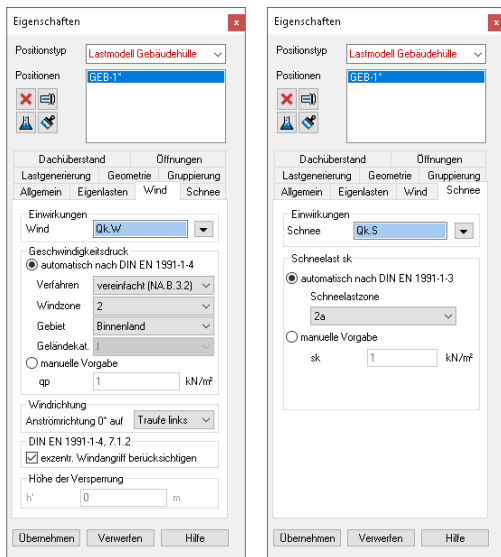 Eigenschaften
x
Positionstyp
Lastmodell Gebäudehülle
Positionen
GEB-1*
Dachüberstand Öffnungen
Lastgenerierung Geometrie Gruppierung
Allgemein Eigenlasten Wind Schnee
Einwirkungen
Wind Qk.W
Geschwindigkeitsdruck
automatisch nach DIN EN 1991-1-4
Verfahren vereinfacht (NA.B.3.2)
Windzone 2
Gebiet Binnenland
Geländekat. I
manuelle Vorgabe
qp 1 kN/m²
Windrichtung
Anströmrichtung 0° auf Traufe links
DIN EN 1991-1-4, 7.1.2
exzentr. Windangriff berücksichtigen
Höhe der Versperrung
h' 0 m
Übernehmen Verwerfen Hilfe
Eigenschaften
x
Positionstyp
Lastmodell Gebäudehülle
Positionen
GEB-1*
Dachüberstand Öffnungen
Lastgenerierung Geometrie Gruppierung
Allgemein Eigenlasten Wind Schnee
Einwirkungen
Schnee Qk.S
Schneelast sk
automatisch nach DIN EN 1991-1-3
Schneelastzone
2a
manuelle Vorgabe
sk 1 kN/m²
Übernehmen Verwerfen Hilfe